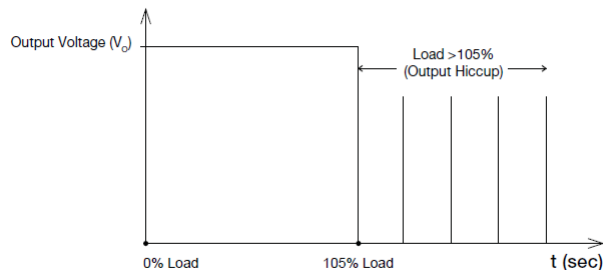 Output Voltage (Vo)
Load >105%
(Output Hiccup)
0% Load
105% Load
t (sec)